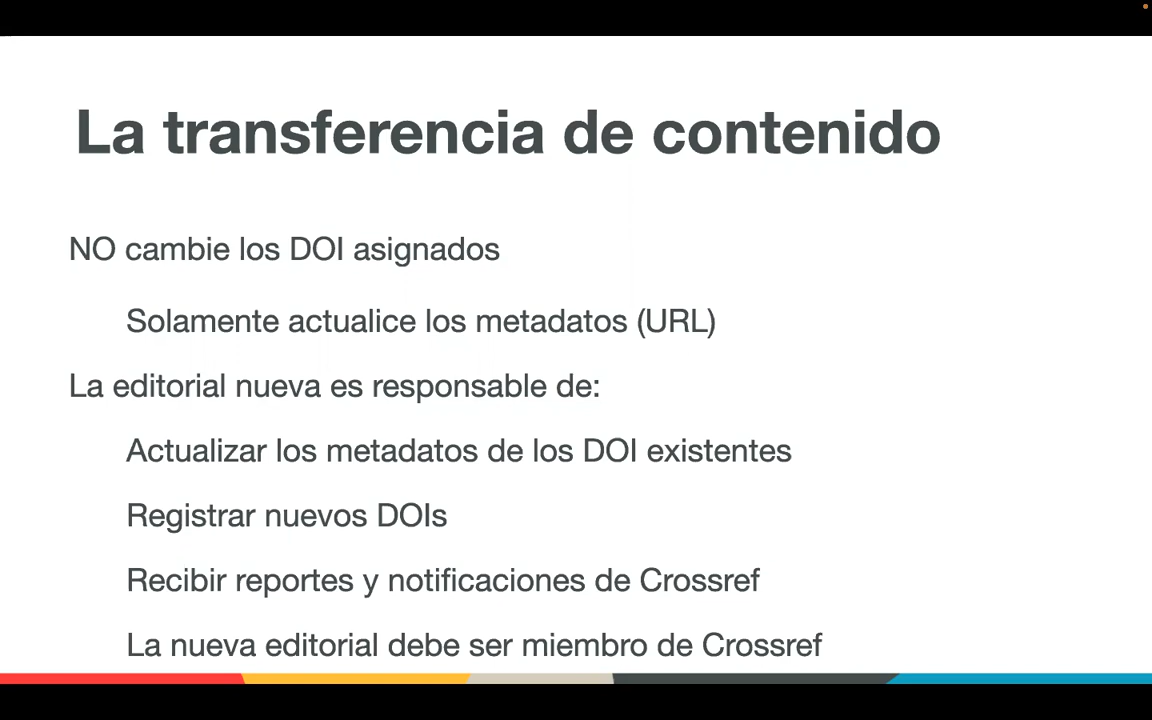 La transferencia de contenido
NO cambie los DOI asignados
Solamente actualice los metadatos (URL)
La editorial nueva es responsable de:
Actualizar los metadatos de los DOI existentes
Registrar nuevos DOIs
Recibir reportes y notificaciones de Crossref
La nueva editorial debe ser miembro de Crossref